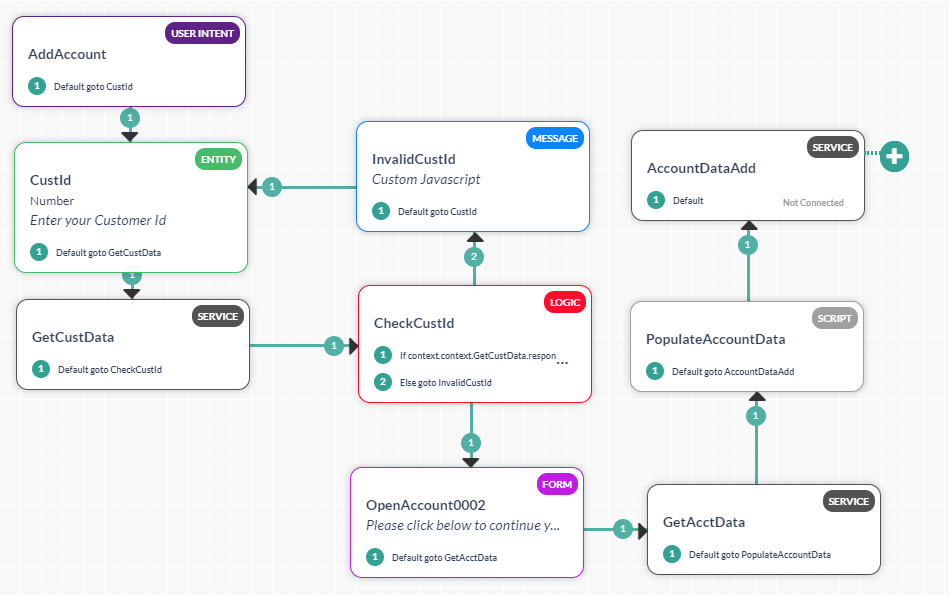 USER INTENT
AddAccount
1 Default goto CustId
1
ENTITY
CustId
Number
Enter your Customer Id
1 Default goto GetCustData
1
SERVICE
GetCustData
1 Default goto CheckCustId
1
MESSAGE
InvalidCustId
Custom Javascript
1 Default goto CustId
1
2
LOGIC
CheckCustId
1 If context.context.GetCustData.respon ...
2 Else goto InvalidCustId
1
FORM
OpenAccount0002
Please click below to continue y...
1 Default goto GetAcctData
1
SERVICE
AccountDataAdd
1 Default Not Connected
1
SCRIPT
PopulateAccountData
1 Default goto AccountDataAdd
1
SERVICE
GetAcctData
1 Default goto PopulateAccountData